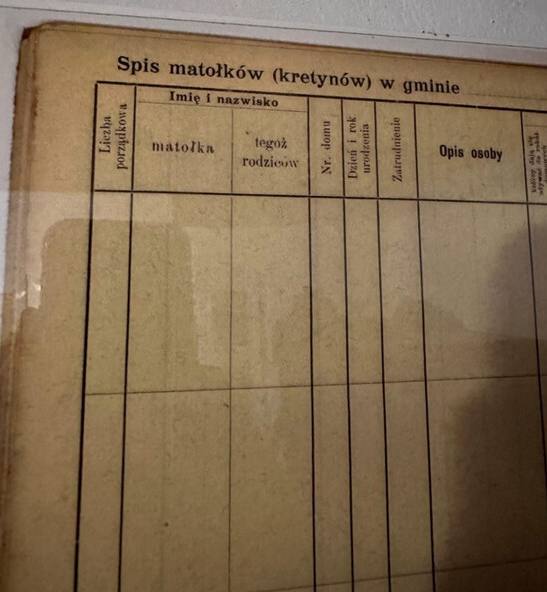 Spis matołków (kretynów) w gminie
Liczba
porządkowa
Imię i nazwisko
matołka
tegoż
rodziców
Nr. domu
Dzień i rok
urodzenia
Zatrudnienie
Opis osoby